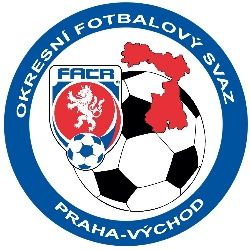 OKRESNÍ FOTBALOVÝ SVAZ
FAČR
PRAHA-VÝCHOD